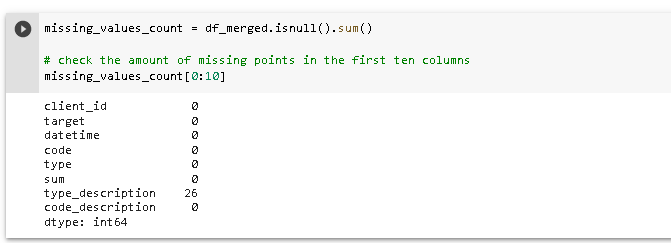 missing_values_count = df_merged.isnull().sum()
# check the amount of missing points in the first ten columns
missing_values_count[0:10]
client_id 0
target 0
datetime 0
code 0
type 0
sum 0
type_description 26
code_description 0
dtype: int64